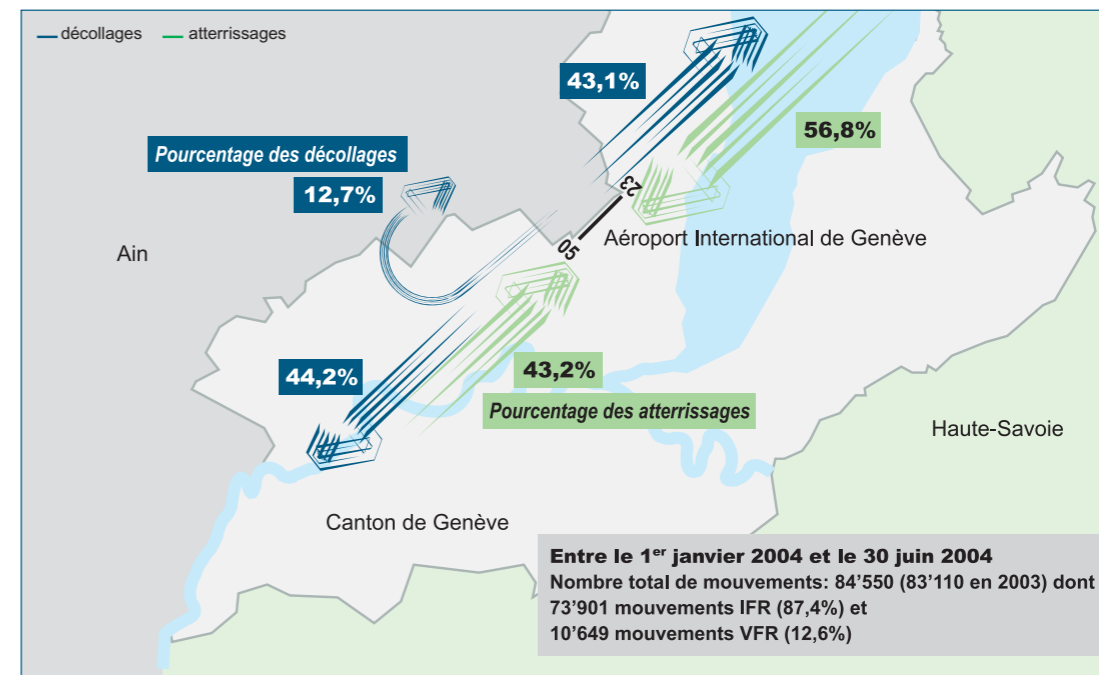 décollages atterrissages
43,1%
56,8%
Pourcentage des décollages
12,7%
23
05
Aéroport International de Genève
Ain
44,2%
43,2%
Pourcentage des atterrissages
Haute-Savoie
Canton de Genève
Entre le 1er janvier 2004 et le 30 juin 2004
Nombre total de mouvements: 84’550 (83’110 en 2003) dont
73’901 mouvements IFR (87,4%) et
10’649 mouvements VFR (12,6%)